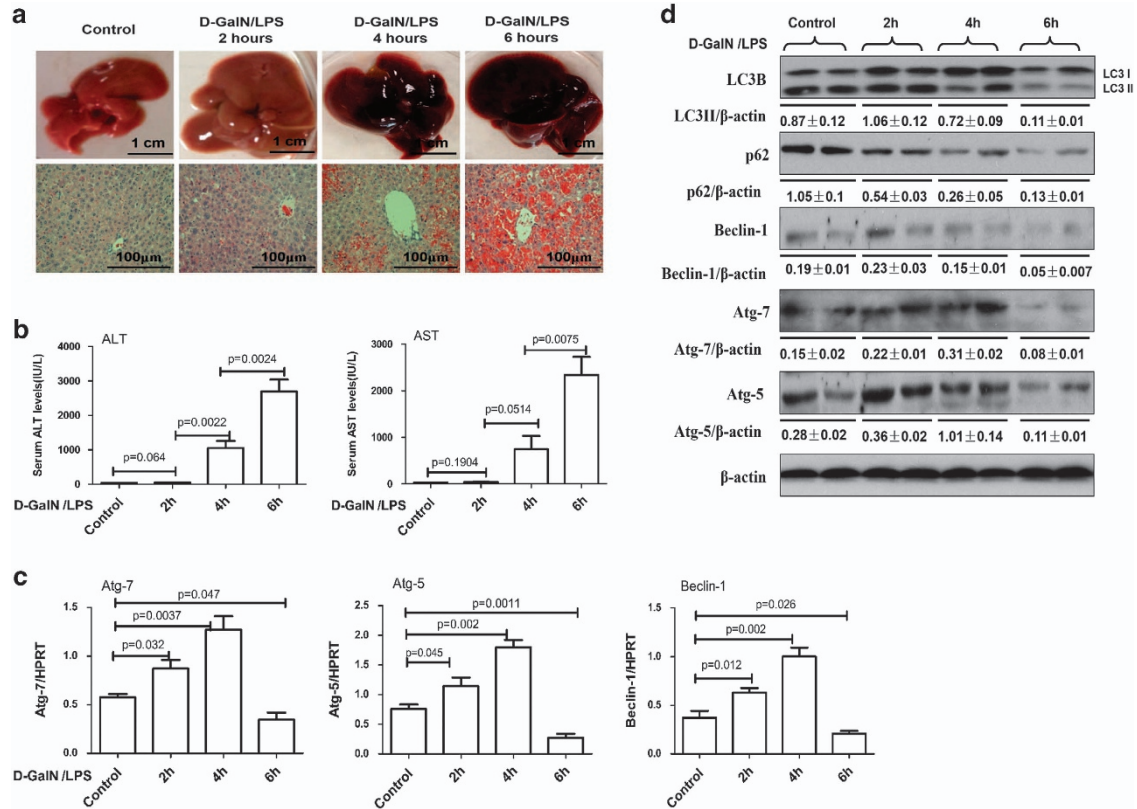 a
Control
D-GalN/LPS
2 hours
D-GalN/LPS
4 hours
D-GalN/LPS
6 hours
1 cm
1 cm
1 cm
1 cm
100μm
100μm
100μm
100μm
b
ALT
Serum ALT levels(IU/L)
4000
3000
2000
1000
0
p=0.064
p=0.0022
p=0.0024
D-GalN /LPS
Control
2h
4h
6h
AST
Serum AST levels(IU/L)
3000
2000
1000
0
p=0.1904
p=0.0514
p=0.0075
D-GalN /LPS
Control
2h
4h
6h
c
Atg-7
Atg-7/HPRT
1.5
1.0
0.5
0.0
p=0.047
p=0.0037
p=0.032
D-GalN /LPS
Control
2h
4h
6h
Atg-5
Atg-5/HPRT
2.5
2.0
1.5
1.0
0.5
0.0
p=0.0011
p=0.002
p=0.045
Control
2h
4h
6h
Beclin-1
Beclin-1/HPRT
1.5
1.0
0.5
0.0
p=0.026
p=0.002
p=0.012
Control
2h
4h
6h
d
Control 2h 4h 6h
D-GalN /LPS
LC3B
LC3 I
LC3 II
LC3II/β-actin 0.87±0.12 1.06±0.12 0.72±0.09 0.11±0.01
p62
p62/β-actin 1.05±0.1 0.54±0.03 0.26±0.05 0.13±0.01
Beclin-1
Beclin-1/β-actin 0.19±0.01 0.23±0.03 0.15±0.01 0.05±0.007
Atg-7
Atg-7/β-actin 0.15±0.02 0.22±0.01 0.31±0.02 0.08±0.01
Atg-5
Atg-5/β-actin 0.28±0.02 0.36±0.02 1.01±0.14 0.11±0.01
β-actin